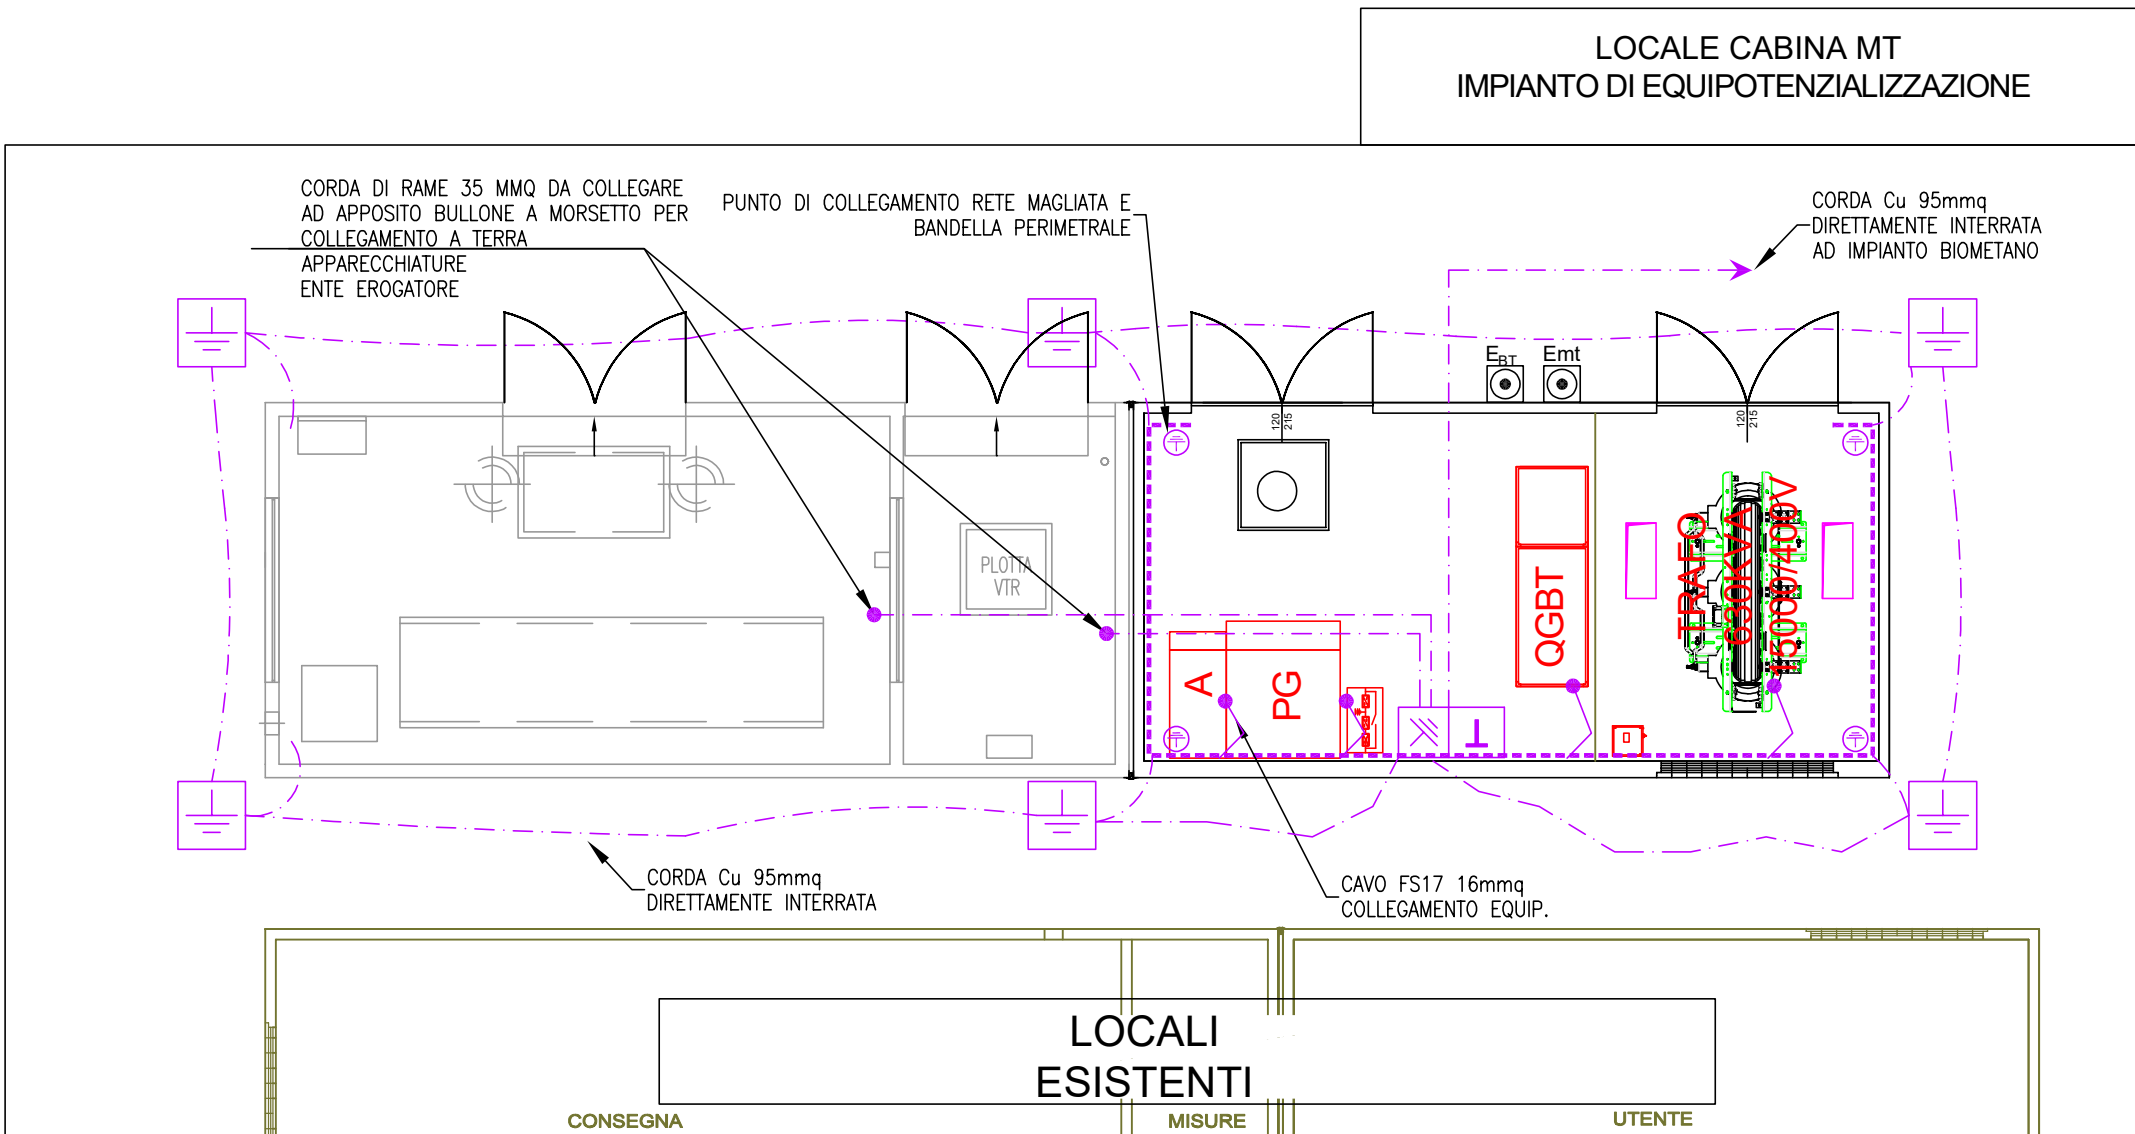 LOCALE CABINA MT
IMPIANTO DI EQUIPOTENZIALIZZAZIONE
CORDA DI RAME 35 MMQ DA COLLEGARE
AD APPOSITO BULLONE A MORSETTO PER
COLLEGAMENTO A TERRA
APPARECCHIATURE
ENTE EROGATORE
PUNTO DI COLLEGAMENTO RETE MAGLIATA E
BANDELLA PERIMETRALE
CORDA Cu 95mmq
DIRETTAMENTE INTERRATA
AD IMPIANTO BIOMETANO
EBT
Emt
120
215
120
215
PLOTTA
VTR
A
PG
QGBT
TRAFO
630KVA
15000/400V
CORDA Cu 95mmq
DIRETTAMENTE INTERRATA
CAVO FS17 16mmq
COLLEGAMENTO EQUIP.
LOCALI
ESISTENTI
CONSEGNA
MISURE
UTENTE